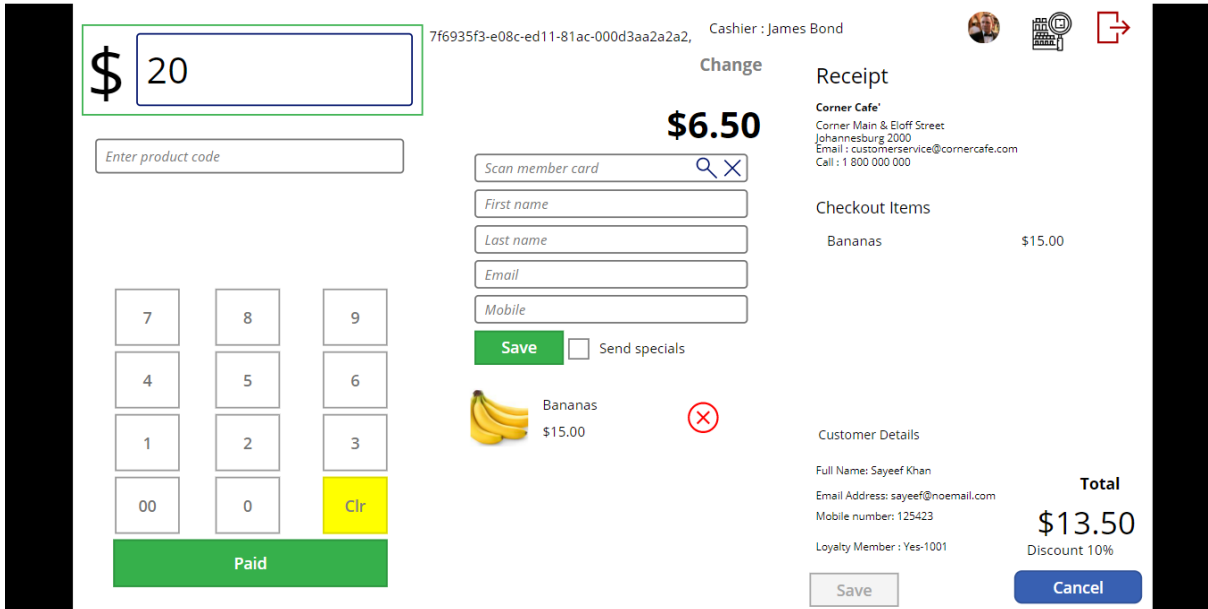 $ 20
7f6935f3-e08c-ed11-81ac-000d3aa2a2a2,
Cashier : James Bond
Change
$6.50
Enter product code
Scan member card
First name
Last name
Email
Mobile
Save
Send specials
Bananas
$15.00
7 8 9
4 5 6
1 2 3
00 0 Clr
Paid
Receipt
Corner Cafe'
Corner Main & Eloff Street
Johannesburg 2000
Email : customerservice@cornercafe.com
Call : 1 800 000 000
Checkout Items
Bananas $15.00
Customer Details
Full Name: Sayeef Khan
Email Address: sayeef@noemail.com
Mobile number: 125423
Loyalty Member : Yes-1001
Total
$13.50
Discount 10%
Save
Cancel